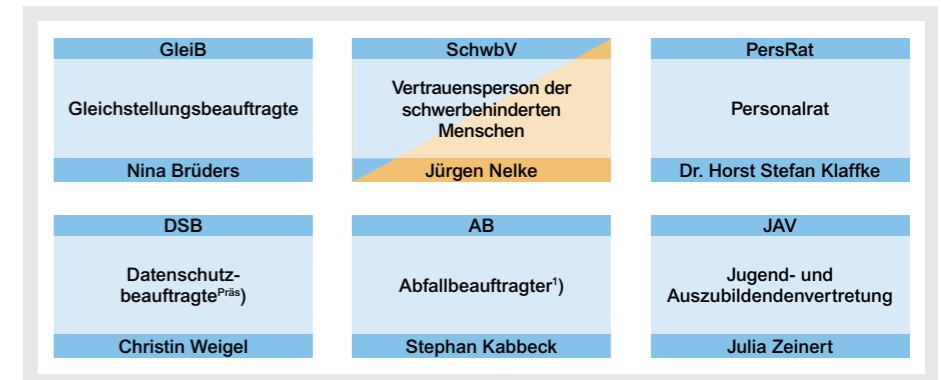 GleiB
Gleichstellungsbeauftragte
Nina Brüders
SchwbV
Vertrauensperson der
schwerbehinderten
Menschen
Jürgen Nelke
PersRat
Personalrat
Dr. Horst Stefan Klaffke
DSB
Datenschutz-
beauftragtePräs)
Christin Weigel
AB
Abfallbeauftragter1)
Stephan Kabbeck
JAV
Jugend- und
Auszubildendenvertretung
Julia Zeinert